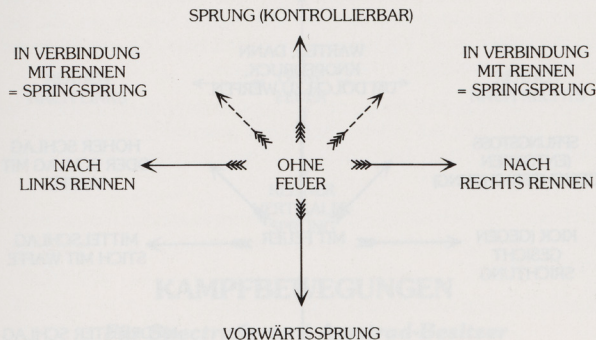 SPRUNG (KONTROLLIERBAR)
IN VERBINDUNG
MIT RENNEN
= SPRINGSPRUNG
IN VERBINDUNG
MIT RENNEN
= SPRINGSPRUNG
NACH
LINKS RENNEN
OHNE
FEUER
NACH
RECHTS RENNEN
KAMPFBEWEGUNGEN
VORWÄRTSSPRUNG